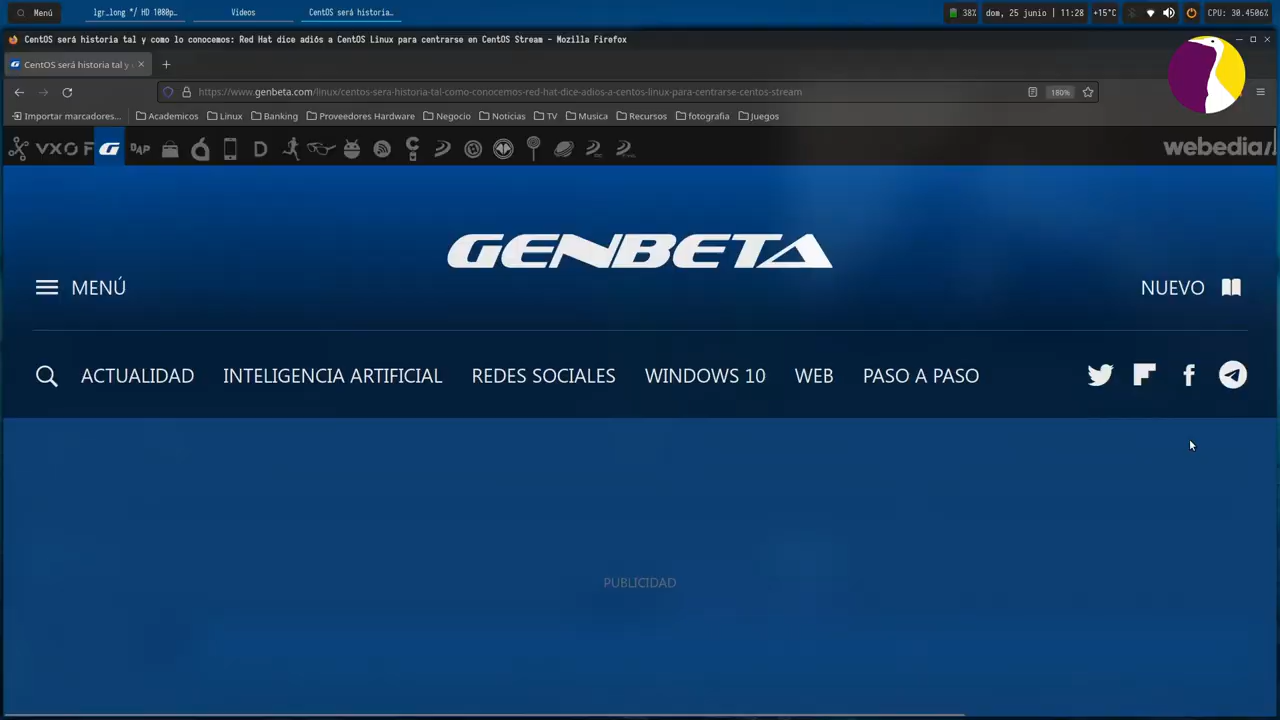 Menú
lgr_long */ HD 1080p…
Videos
CentOS será historia…
38%
dom, 25 junio | 11:28
+15°C
CPU: 30.4506%
CentOS será historia tal y como lo conocemos: Red Hat dice adiós a CentOS Linux para centrarse en CentOS Stream — Mozilla Firefox
CentOS será historia tal y
https://www.genbeta.com/linux/centos-sera-historia-tal-como-conocemos-red-hat-dice-adios-a-centos-linux-para-centrarse-centos-stream
180%
Importar marcadores…
Academicos
Linux
Banking
Proveedores Hardware
Negocio
Noticias
TV
Musica
Recursos
fotografia
Juegos
webedia
GENBETA
MENÚ
NUEVO
ACTUALIDAD
INTELIGENCIA ARTIFICIAL
REDES SOCIALES
WINDOWS 10
WEB
PASO A PASO
PUBLICIDAD